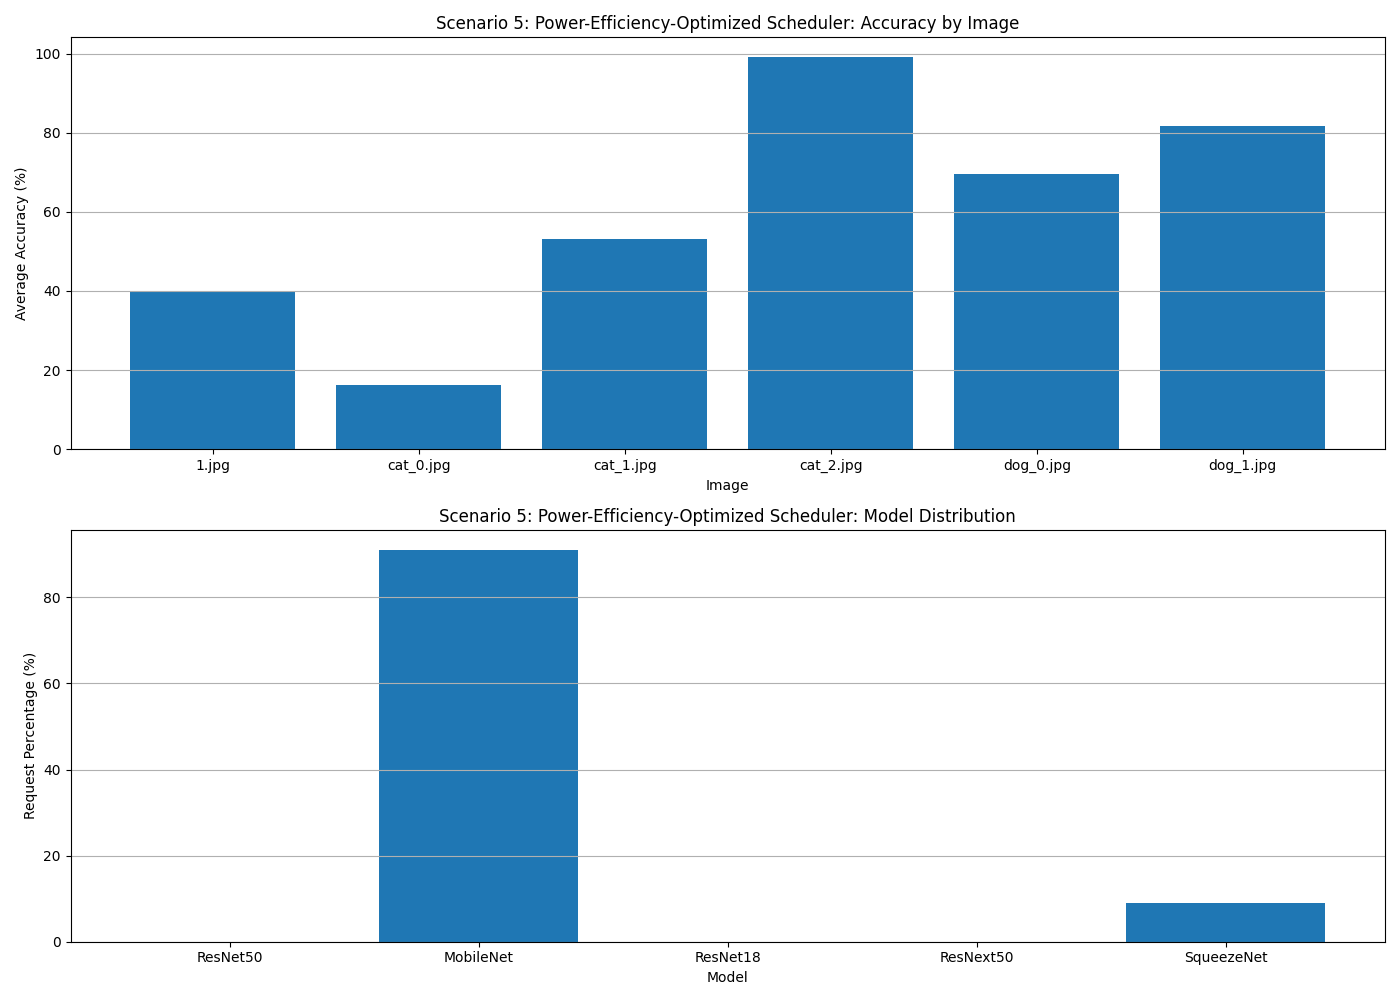 Scenario 5: Power-Efficiency-Optimized Scheduler: Accuracy by Image
Average Accuracy (%)
100
80
60
40
20
0
1.jpg cat_0.jpg cat_1.jpg cat_2.jpg dog_0.jpg dog_1.jpg
Image
Scenario 5: Power-Efficiency-Optimized Scheduler: Model Distribution
Request Percentage (%)
80
60
40
20
0
ResNet50 MobileNet ResNet18 ResNext50 SqueezeNet
Model